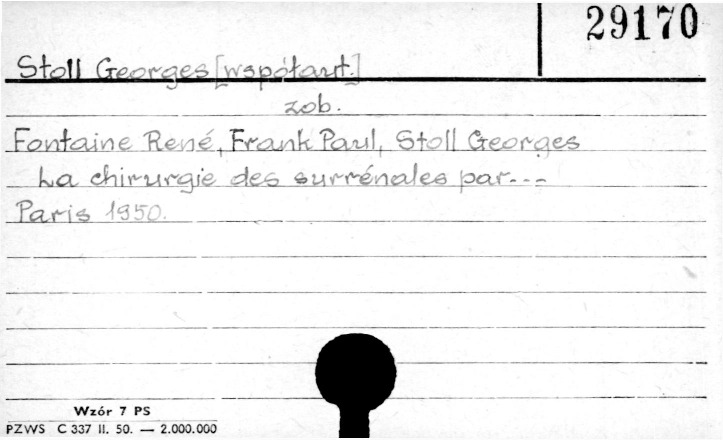 29170
Stoll Georges [współaut.]
zob.
Fontaine René, Frank Paul, Stoll Georges
La chirurgie des surrénales par---
Paris 1950.
Wzór 7 PS
PZWS C 337 II. 50. — 2.000.000